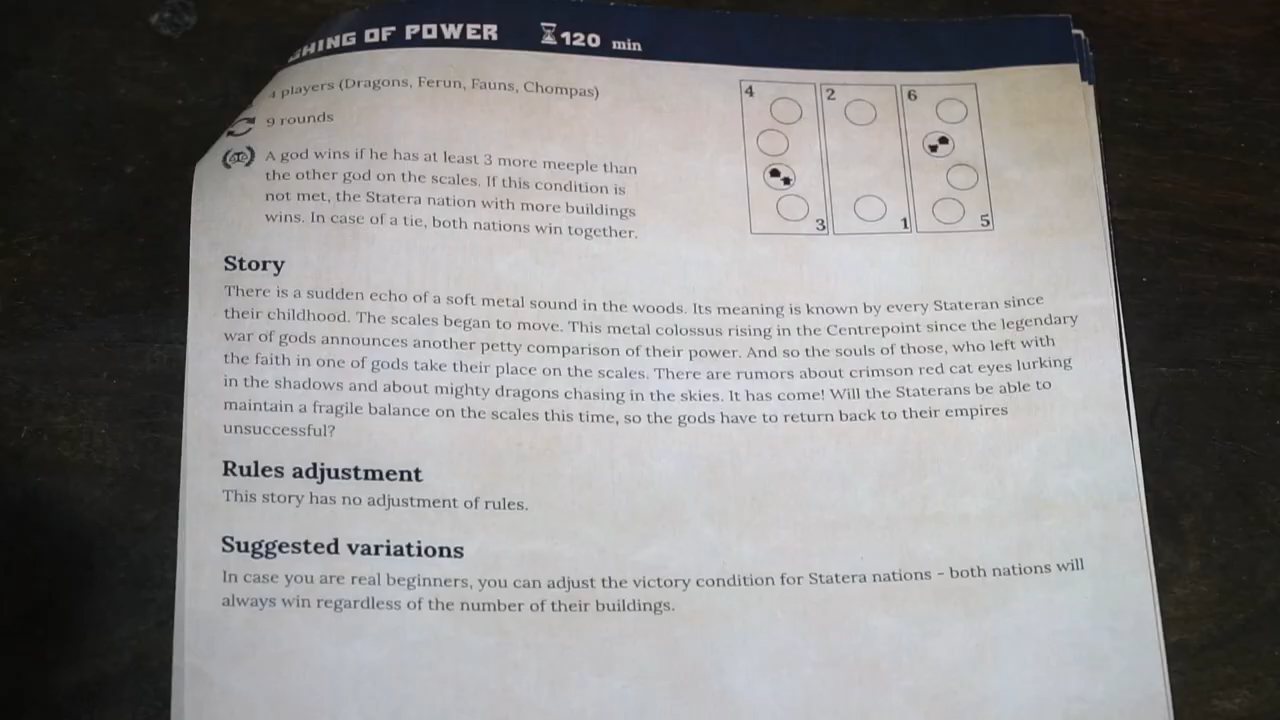 HING OF POWER 120 min
4 players (Dragons, Ferun, Fauns, Chompas)
9 rounds
A god wins if he has at least 3 more meeple than
the other god on the scales. If this condition is
not met, the Statera nation with more buildings
wins. In case of a tie, both nations win together.
4 2 6
3 1 5
Story
There is a sudden echo of a soft metal sound in the woods. Its meaning is known by every Stateran since
their childhood. The scales began to move. This metal colossus rising in the Centrepoint since the legendary
war of gods announces another petty comparison of their power. And so the souls of those, who left with
the faith in one of gods take their place on the scales. There are rumors about crimson red cat eyes lurking
in the shadows and about mighty dragons chasing in the skies. It has come! Will the Staterans be able to
maintain a fragile balance on the scales this time, so the gods have to return back to their empires
unsuccessful?
Rules adjustment
This story has no adjustment of rules.
Suggested variations
In case you are real beginners, you can adjust the victory condition for Statera nations - both nations will
always win regardless of the number of their buildings.